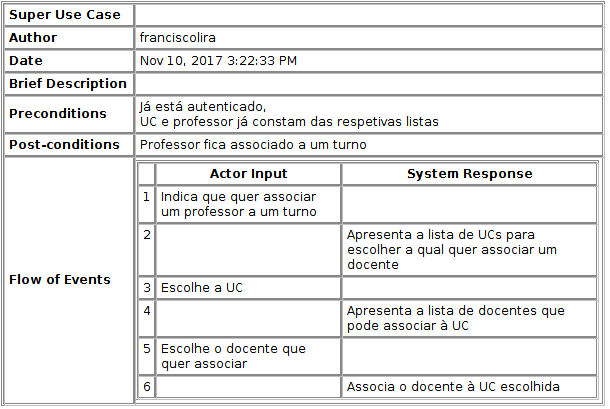 Super Use Case
Author franciscolira
Date Nov 10, 2017 3:22:33 PM
Brief Description
Preconditions
Já está autenticado,
UC e professor já constam das respetivas listas
Post-conditions Professor fica associado a um turno
Flow of Events
Actor Input System Response
1 Indica que quer associar
um professor a um turno
2 Apresenta a lista de UCs para
escolher a qual quer associar um
docente
3 Escolhe a UC
4 Apresenta a lista de docentes que
pode associar à UC
5 Escolhe o docente que
quer associar
6 Associa o docente à UC escolhida